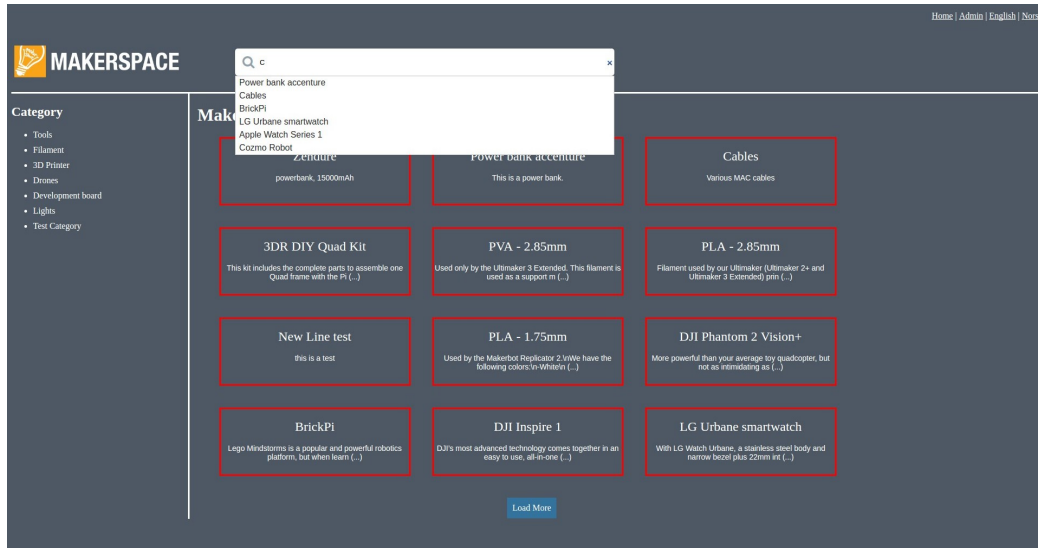 Home | Admin | English | Nors
MAKERSPACE
c ×
Power bank accenture
Cables
BrickPi
LG Urbane smartwatch
Apple Watch Series 1
Cozmo Robot
Category
Tools
Filament
3D Printer
Drones
Development board
Lights
Test Category
Make
Zendure
powerbank, 15000mAh
Power bank accenture
This is a power bank.
Cables
Various MAC cables
3DR DIY Quad Kit
This kit includes the complete parts to assemble one
Quad frame with the Pi (...)
PVA - 2.85mm
Used only by the Ultimaker 3 Extended. This filament is
used as a support m (...)
PLA - 2.85mm
Filament used by our Ultimaker (Ultimaker 2+ and
Ultimaker 3 Extended) prin (...)
New Line test
this is a test
PLA - 1.75mm
Used by the Makerbot Replicator 2.\nWe have the
following colors:\n-White\n (...)
DJI Phantom 2 Vision+
More powerful than your average toy quadcopter, but
not as intimidating as (...)
BrickPi
Lego Mindstorms is a popular and powerful robotics
platform, but when learn (...)
DJI Inspire 1
DJI's most advanced technology comes together in an
easy to use, all-in-one (...)
LG Urbane smartwatch
With LG Watch Urbane, a stainless steel body and
narrow bezel plus 22mm int (...)
Load More